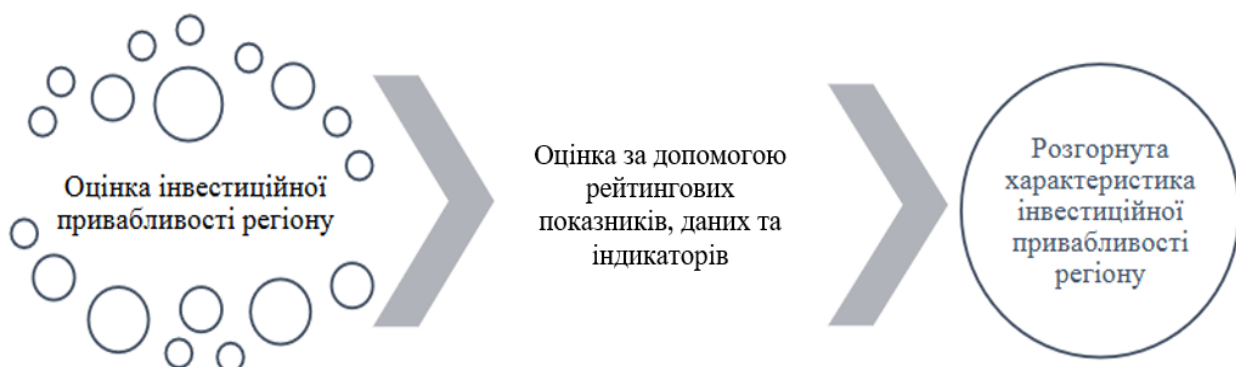 Оцінка інвестиційної
привабливості регіону
Оцінка за допомогою
рейтингових
показників, даних та
індикаторів
Розгорнута
характеристика
інвестиційної
привабливості
регіону